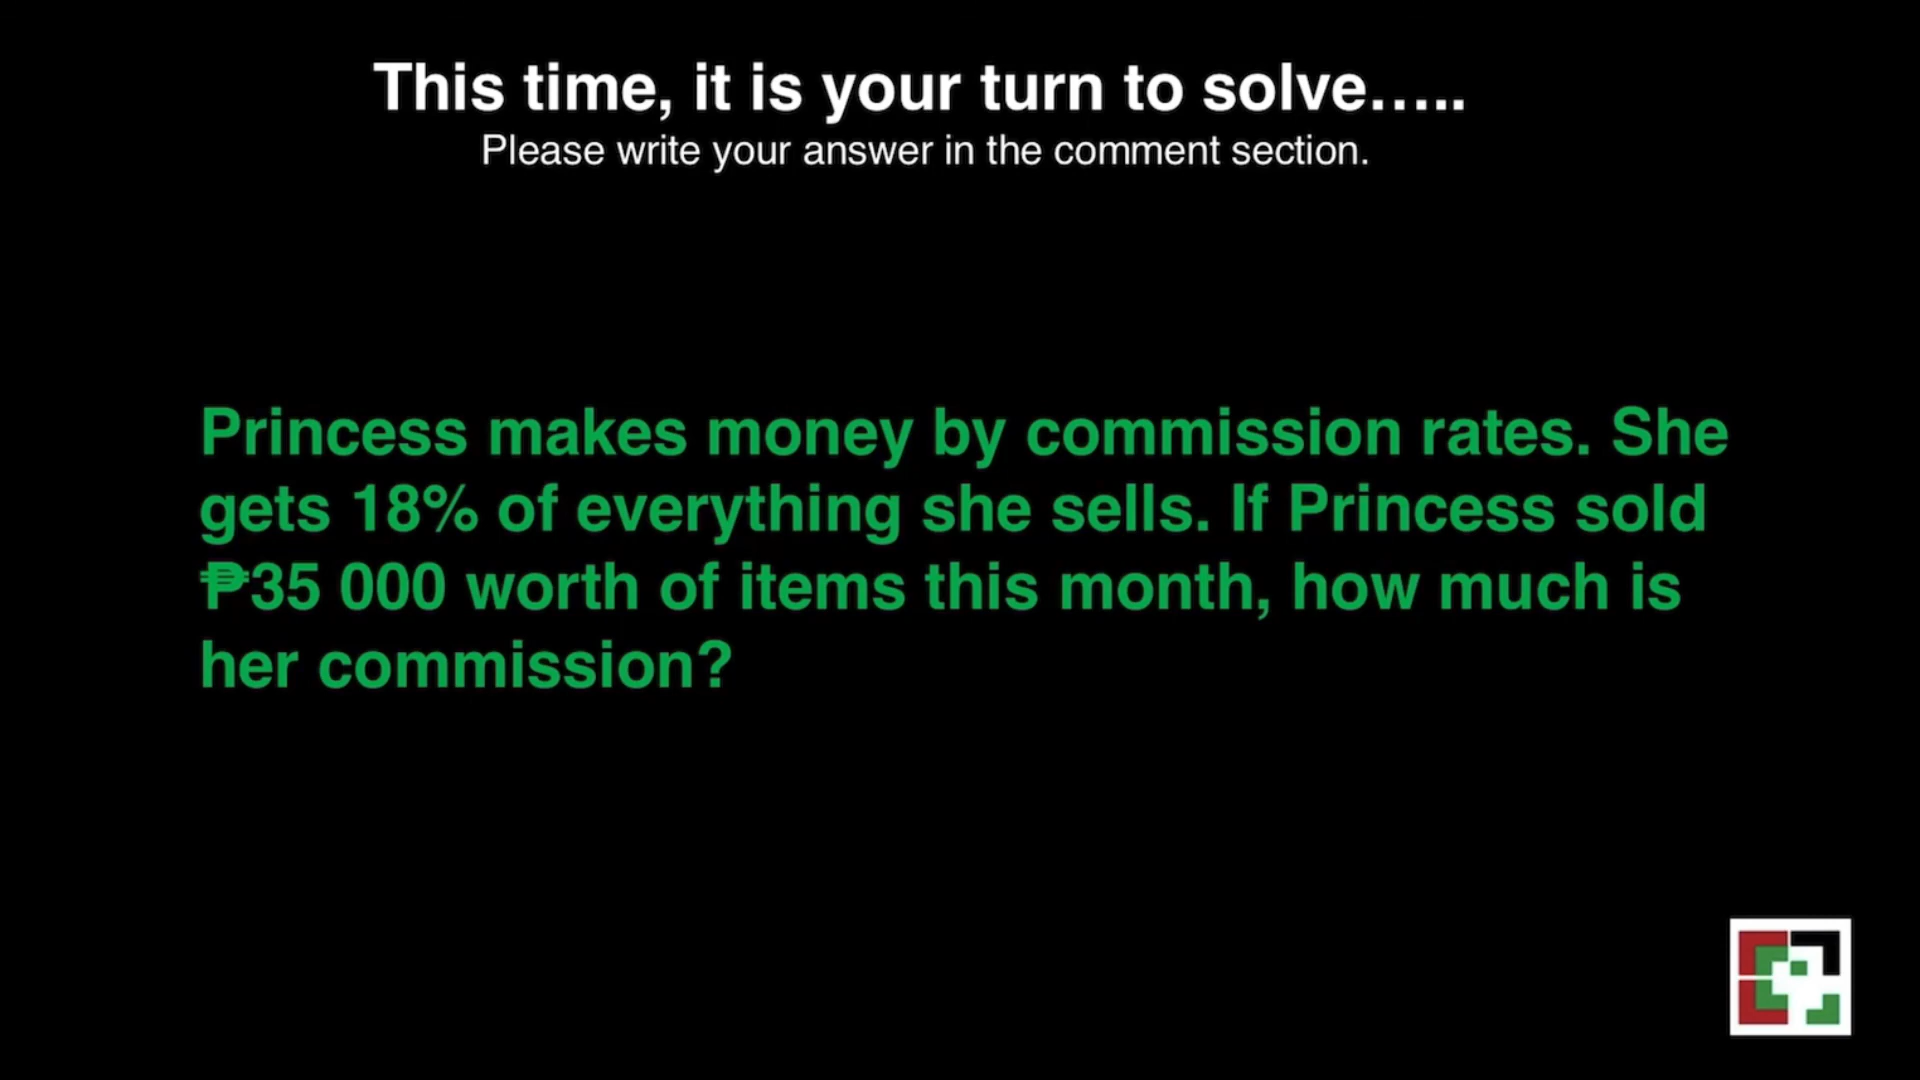 This time, it is your turn to solve…..
Please write your answer in the comment section.
Princess makes money by commission rates. She
gets 18% of everything she sells. If Princess sold
₱35 000 worth of items this month, how much is
her commission?